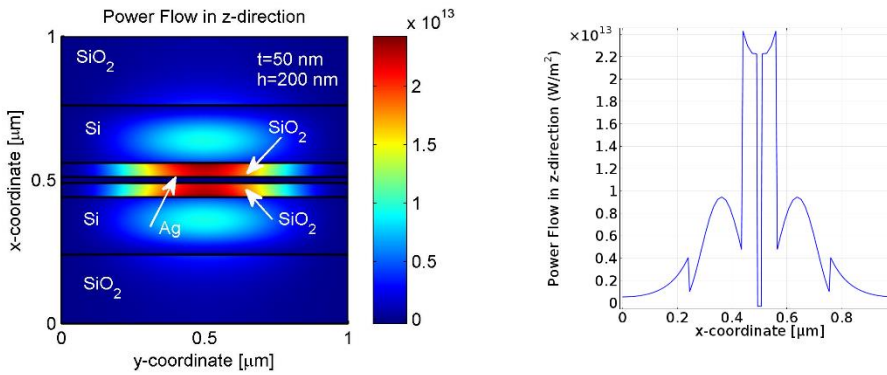 Power Flow in z-direction
x 10^13
1
SiO₂
t=50 nm
h=200 nm
2
Si
SiO₂
1.5
x-coordinate [μm]
0.5
1
Si
Ag
SiO₂
0.5
SiO₂
0
0
0
0.5
1
y-coordinate [μm]
×10^13
Power Flow in z-direction (W/m²)
2.2
2
1.8
1.6
1.4
1.2
1
0.8
0.6
0.4
0.2
0
0 0.2 0.4 0.6 0.8
x-coordinate [μm]